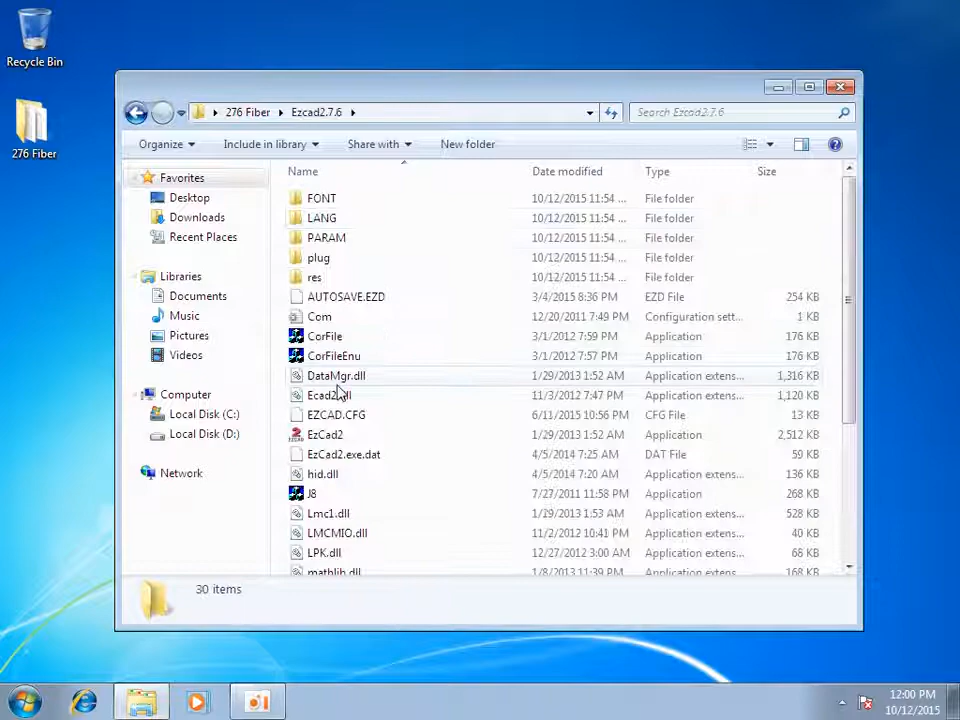 Recycle Bin
276 Fiber
276 Fiber
Ezcad2.7.6
Search Ezcad2.7.6
Organize
Include in library
Share with
New folder
Name
Date modified
Type
Size
Favorites
Desktop
Downloads
Recent Places
Libraries
Documents
Music
Pictures
Videos
Computer
Local Disk (C:)
Local Disk (D:)
Network
FONT 10/12/2015 11:54 ... File folder
LANG 10/12/2015 11:54 ... File folder
PARAM 10/12/2015 11:54 ... File folder
plug 10/12/2015 11:54 ... File folder
res 10/12/2015 11:54 ... File folder
AUTOSAVE.EZD 3/4/2015 8:36 PM EZD File 254 KB
Com 12/20/2011 7:49 PM Configuration sett... 1 KB
CorFile 3/1/2012 7:59 PM Application 176 KB
CorFileEnu 3/1/2012 7:57 PM Application 176 KB
DataMgr.dll 1/29/2013 1:52 AM Application extens... 1,316 KB
11/3/2012 7:47 PM Application extens... 1,120 KB
EZCAD.CFG 6/11/2015 10:56 PM CFG File 13 KB
EzCad2 1/29/2013 1:52 AM Application 2,512 KB
EzCad2.exe.dat 4/5/2014 7:25 AM DAT File 59 KB
hid.dll 4/5/2014 7:20 AM Application extens... 136 KB
J8 7/27/2011 11:58 PM Application 268 KB
Lmc1.dll 1/29/2013 1:53 AM Application extens... 528 KB
LMCMIO.dll 11/2/2012 10:41 PM Application extens... 40 KB
LPK.dll 12/27/2012 3:00 AM Application extens... 68 KB
mathlib.dll 1/8/2013 11:39 PM Application extens... 168 KB
30 items
12:00 PM
10/12/2015